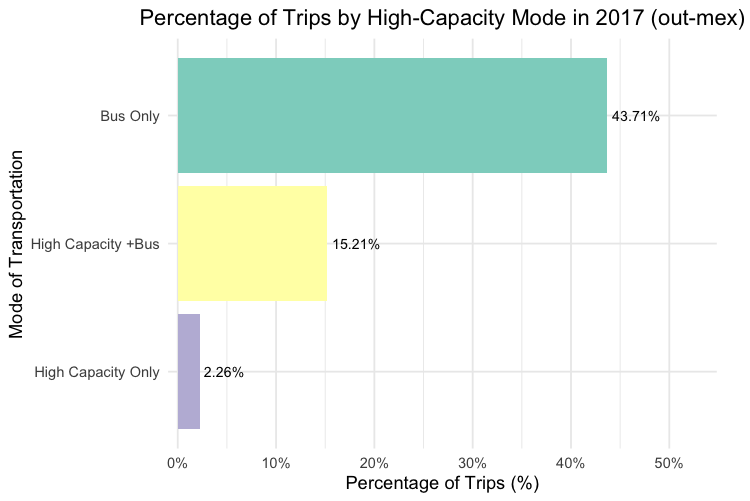 Percentage of Trips by High-Capacity Mode in 2017 (out-mex)
Mode of Transportation
Bus Only
43.71%
High Capacity +Bus
15.21%
High Capacity Only
2.26%
0% 10% 20% 30% 40% 50%
Percentage of Trips (%)